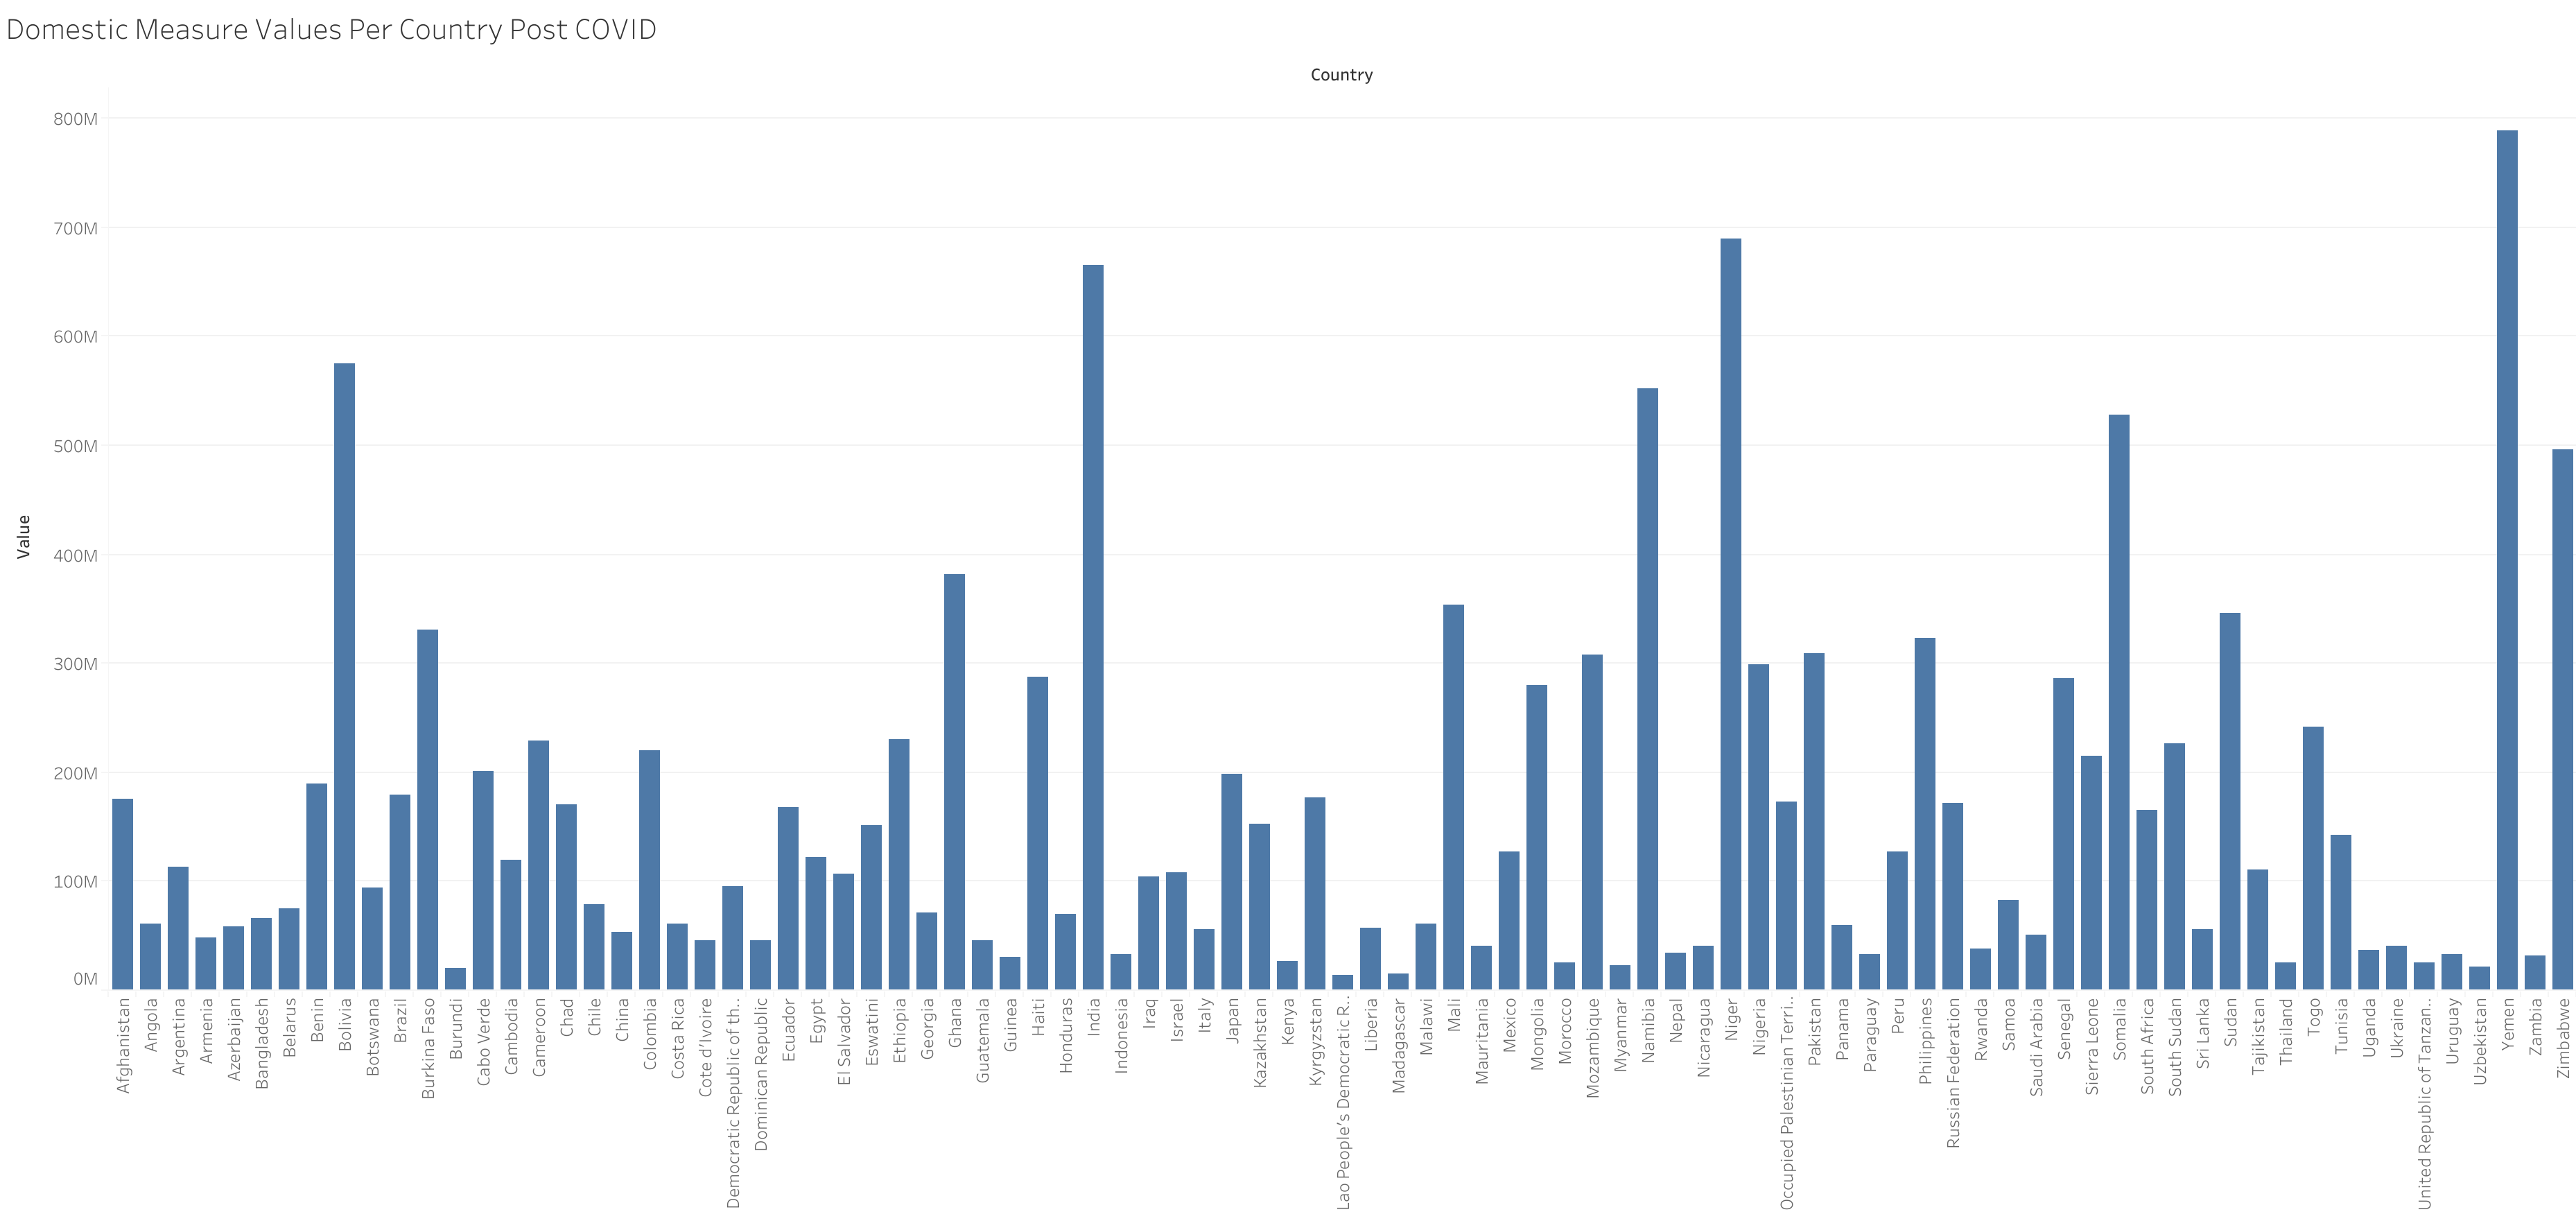 Domestic Measure Values Per Country Post COVID
Country
800M
700M
600M
500M
400M
300M
200M
100M
0M
Value
Afghanistan
Angola
Argentina
Armenia
Azerbaijan
Bangladesh
Belarus
Benin
Bolivia
Botswana
Brazil
Burkina Faso
Burundi
Cabo Verde
Cambodia
Cameroon
Chad
Chile
China
Colombia
Costa Rica
Cote d'Ivoire
Democratic Republic of th..
Dominican Republic
Ecuador
Egypt
El Salvador
Eswatini
Ethiopia
Georgia
Ghana
Guatemala
Guinea
Haiti
Honduras
India
Indonesia
Iraq
Israel
Italy
Japan
Kazakhstan
Kenya
Kyrgyzstan
Lao People's Democratic R..
Liberia
Madagascar
Malawi
Mali
Mauritania
Mexico
Mongolia
Morocco
Mozambique
Myanmar
Namibia
Nepal
Nicaragua
Niger
Nigeria
Occupied Palestinian Terri..
Pakistan
Panama
Paraguay
Peru
Philippines
Russian Federation
Rwanda
Samoa
Saudi Arabia
Senegal
Sierra Leone
Somalia
South Africa
South Sudan
Sri Lanka
Sudan
Tajikistan
Thailand
Togo
Tunisia
Uganda
Ukraine
United Republic of Tanzan..
Uruguay
Uzbekistan
Yemen
Zambia
Zimbabwe